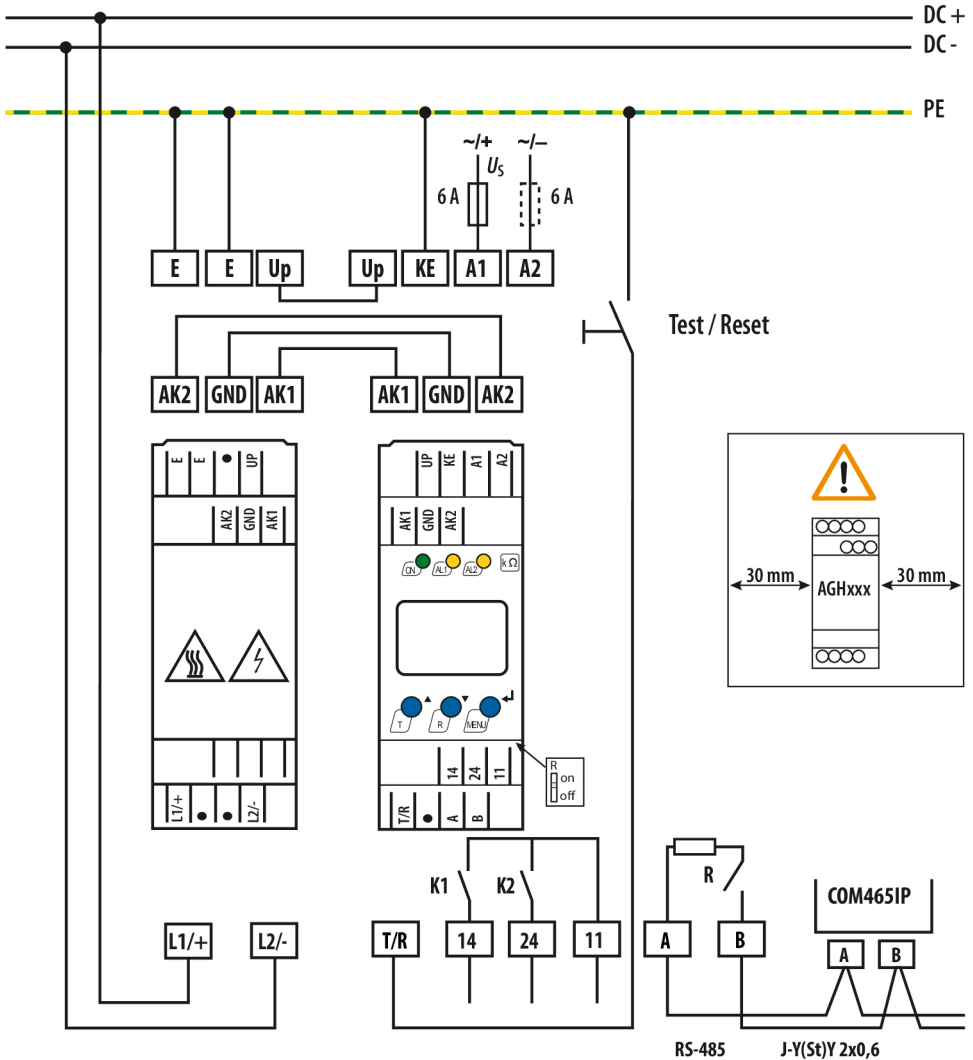 DC +
DC -
PE
~/+ ~/–
US
6 A 6 A
E E Up Up KE A1 A2
Test / Reset
AK2 GND AK1 AK1 GND AK2
E E UP
UP KE A1 A2
AK2 GND AK1
AK1 GND AK2
ON AL1 AL2 kΩ
30 mm AGHxxx 30 mm
T R MENU
R
on
off
14 24 11
L1/+ L2/-
T/R A B
K1 K2
R
COM465IP
L1/+ L2/- T/R 14 24 11 A B
A B
RS-485 J-Y(St)Y 2x0,6